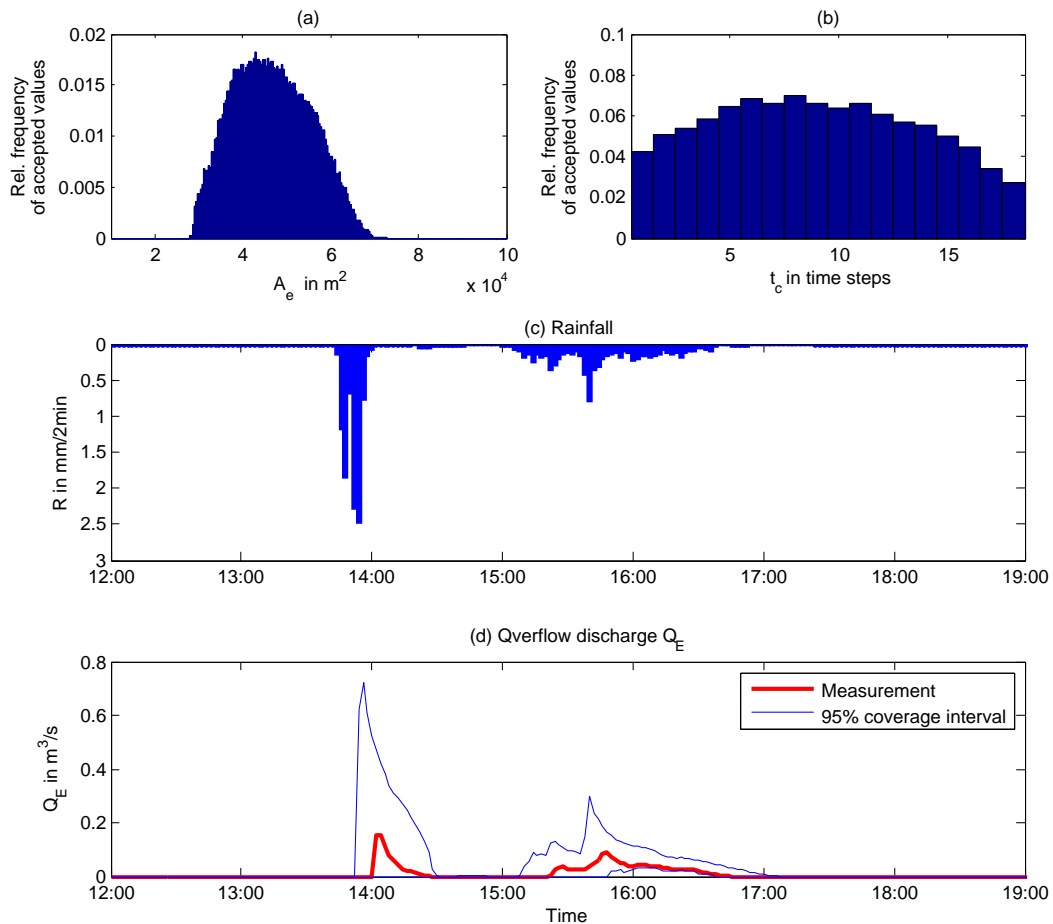 (a)
Rel. frequency
of accepted values
0.02
0.015
0.01
0.005
0
2
4
6
8
10
A_e in m²
x 10⁴
(b)
Rel. frequency
of accepted values
0.1
0.08
0.06
0.04
0.02
0
5
10
15
t_c in time steps
(c) Rainfall
R in mm/2min
0
0.5
1
1.5
2
2.5
3
12:00
13:00
14:00
15:00
16:00
17:00
18:00
19:00
(d) Qverflow discharge Q_E
Q_E in m³/s
0.8
0.6
0.4
0.2
0
Measurement
95% coverage interval
12:00
13:00
14:00
15:00
16:00
17:00
18:00
19:00
Time